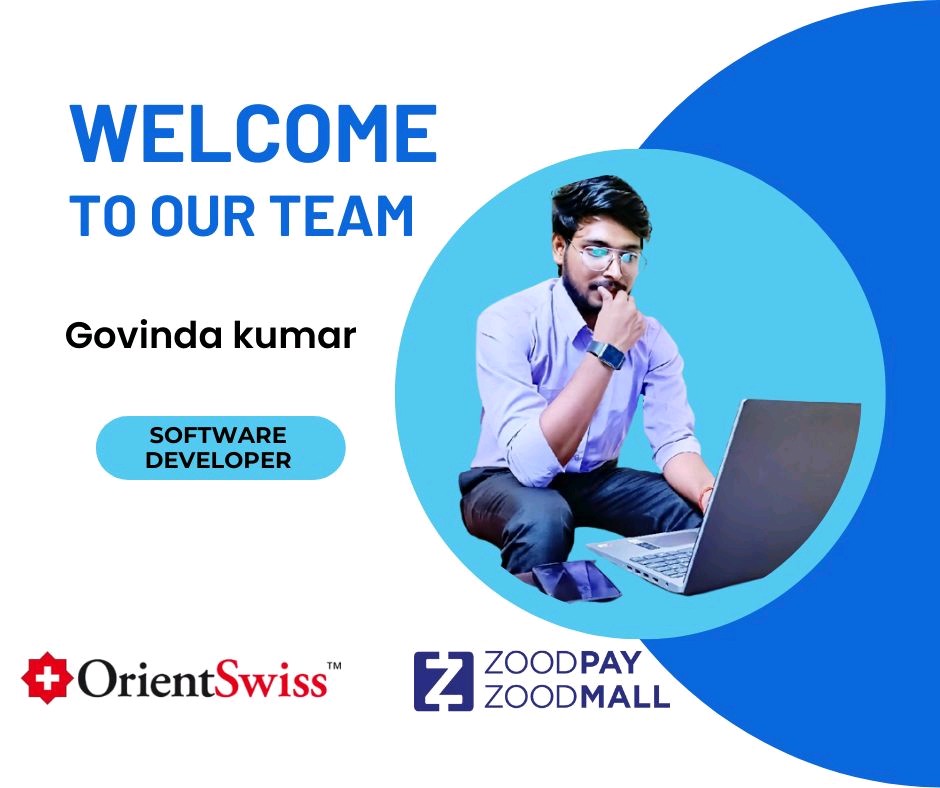 WELCOME
TO OUR TEAM
Govinda kumar
SOFTWARE
DEVELOPER
OrientSwiss™
ZOODPAY
ZOODMALL